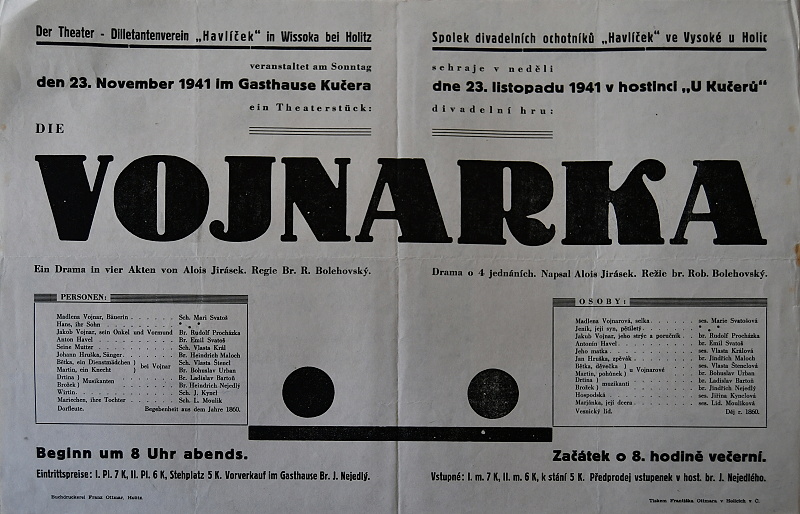 Der Theater - Dilletantenverein „Havlíček" in Wissoka bei Holitz
veranstaltet am Sonntag
den 23. November 1941 im Gasthause Kučera
ein Theaterstück:
DIE
Spolek divadelních ochotníků „Havlíček" ve Vysoké u Holic
sehraje v neděli
dne 23. listopadu 1941 v hostinci „U Kučerů"
divadelní hru:
VOJNARKA
Ein Drama in vier Akten von Alois Jirásek. Regie Br. R. Bolehovský.
PERSONEN:
Madlena Vojnar, Bäuerin . . . . . . Sch. Mari Svatoš
Hans, ihr Sohn . . . . . . * * *
Jakob Vojnar, sein Onkel und Vormund Br. Rudolf Procházka
Anton Havel . . . . . . Br. Emil Svatoš
Seine Mutter . . . . . . Sch. Vlasta Král
Johann Hruška, Sänger . . . . . . Br. Heindrich Maloch
Bětka, ein Dienstmädchen ) bei Vojnar Sch. Vlasta Štencl
Martin, ein Knecht ) Br. Bohuslav Urban
Drtina ) Musikanten . . . . . . Br. Ladislav Bartoň
Brožek ) Br. Heindrich Nejedlý
Wirtin . . . . . . Sch. J. Kyncl
Mariechen, ihre Tochter . . . . . . Sch. L. Moulík
Dorfleute. Begebenheit aus dem Jahre 1860.
Beginn um 8 Uhr abends.
Eintrittspreise: I. Pl. 7 K, II. Pl. 6 K, Stehplatz 5 K. Vorverkauf im Gasthause Br. J. Nejedlý.
Buchdruckerei Franz Ottmar, Holitz
Drama o 4 jednáních. Napsal Alois Jirásek. Režie br. Rob. Bolehovský.
OSOBY:
Madlena Vojnarová, selka . . . . . . ses. Marie Svatošová
Jeník, její syn, pětiletý . . . . . . * * *
Jakub Vojnar, jeho strýc a poručník . . br. Rudolf Procházka
Antonín Havel . . . . . . br. Emil Svatoš
Jeho matka . . . . . . ses. Vlasta Králová
Jan Hruška, zpěvák . . . . . . br. Jindřich Maloch
Bětka, děvečka ) u Vojnarové ses. Vlasta Štenclová
Martin, pohůnek ) br. Bohuslav Urban
Drtina ) muzikanti br. Ladislav Bartoň
Brožek ) br. Jindřich Nejedlý
Hospodská . . . . . . ses. Jiřina Kynclová
Marjánka, její dcera . . . . . . ses. Lid. Moulíková
Vesnický lid. Děj r. 1860.
Začátek o 8. hodině večerní.
Vstupné: I. m. 7 K, II. m. 6 K, k stání 5 K. Předprodej vstupenek v host. br. J. Nejedlého.
Tiskem Františka Ottmara v Holicích v. Č.